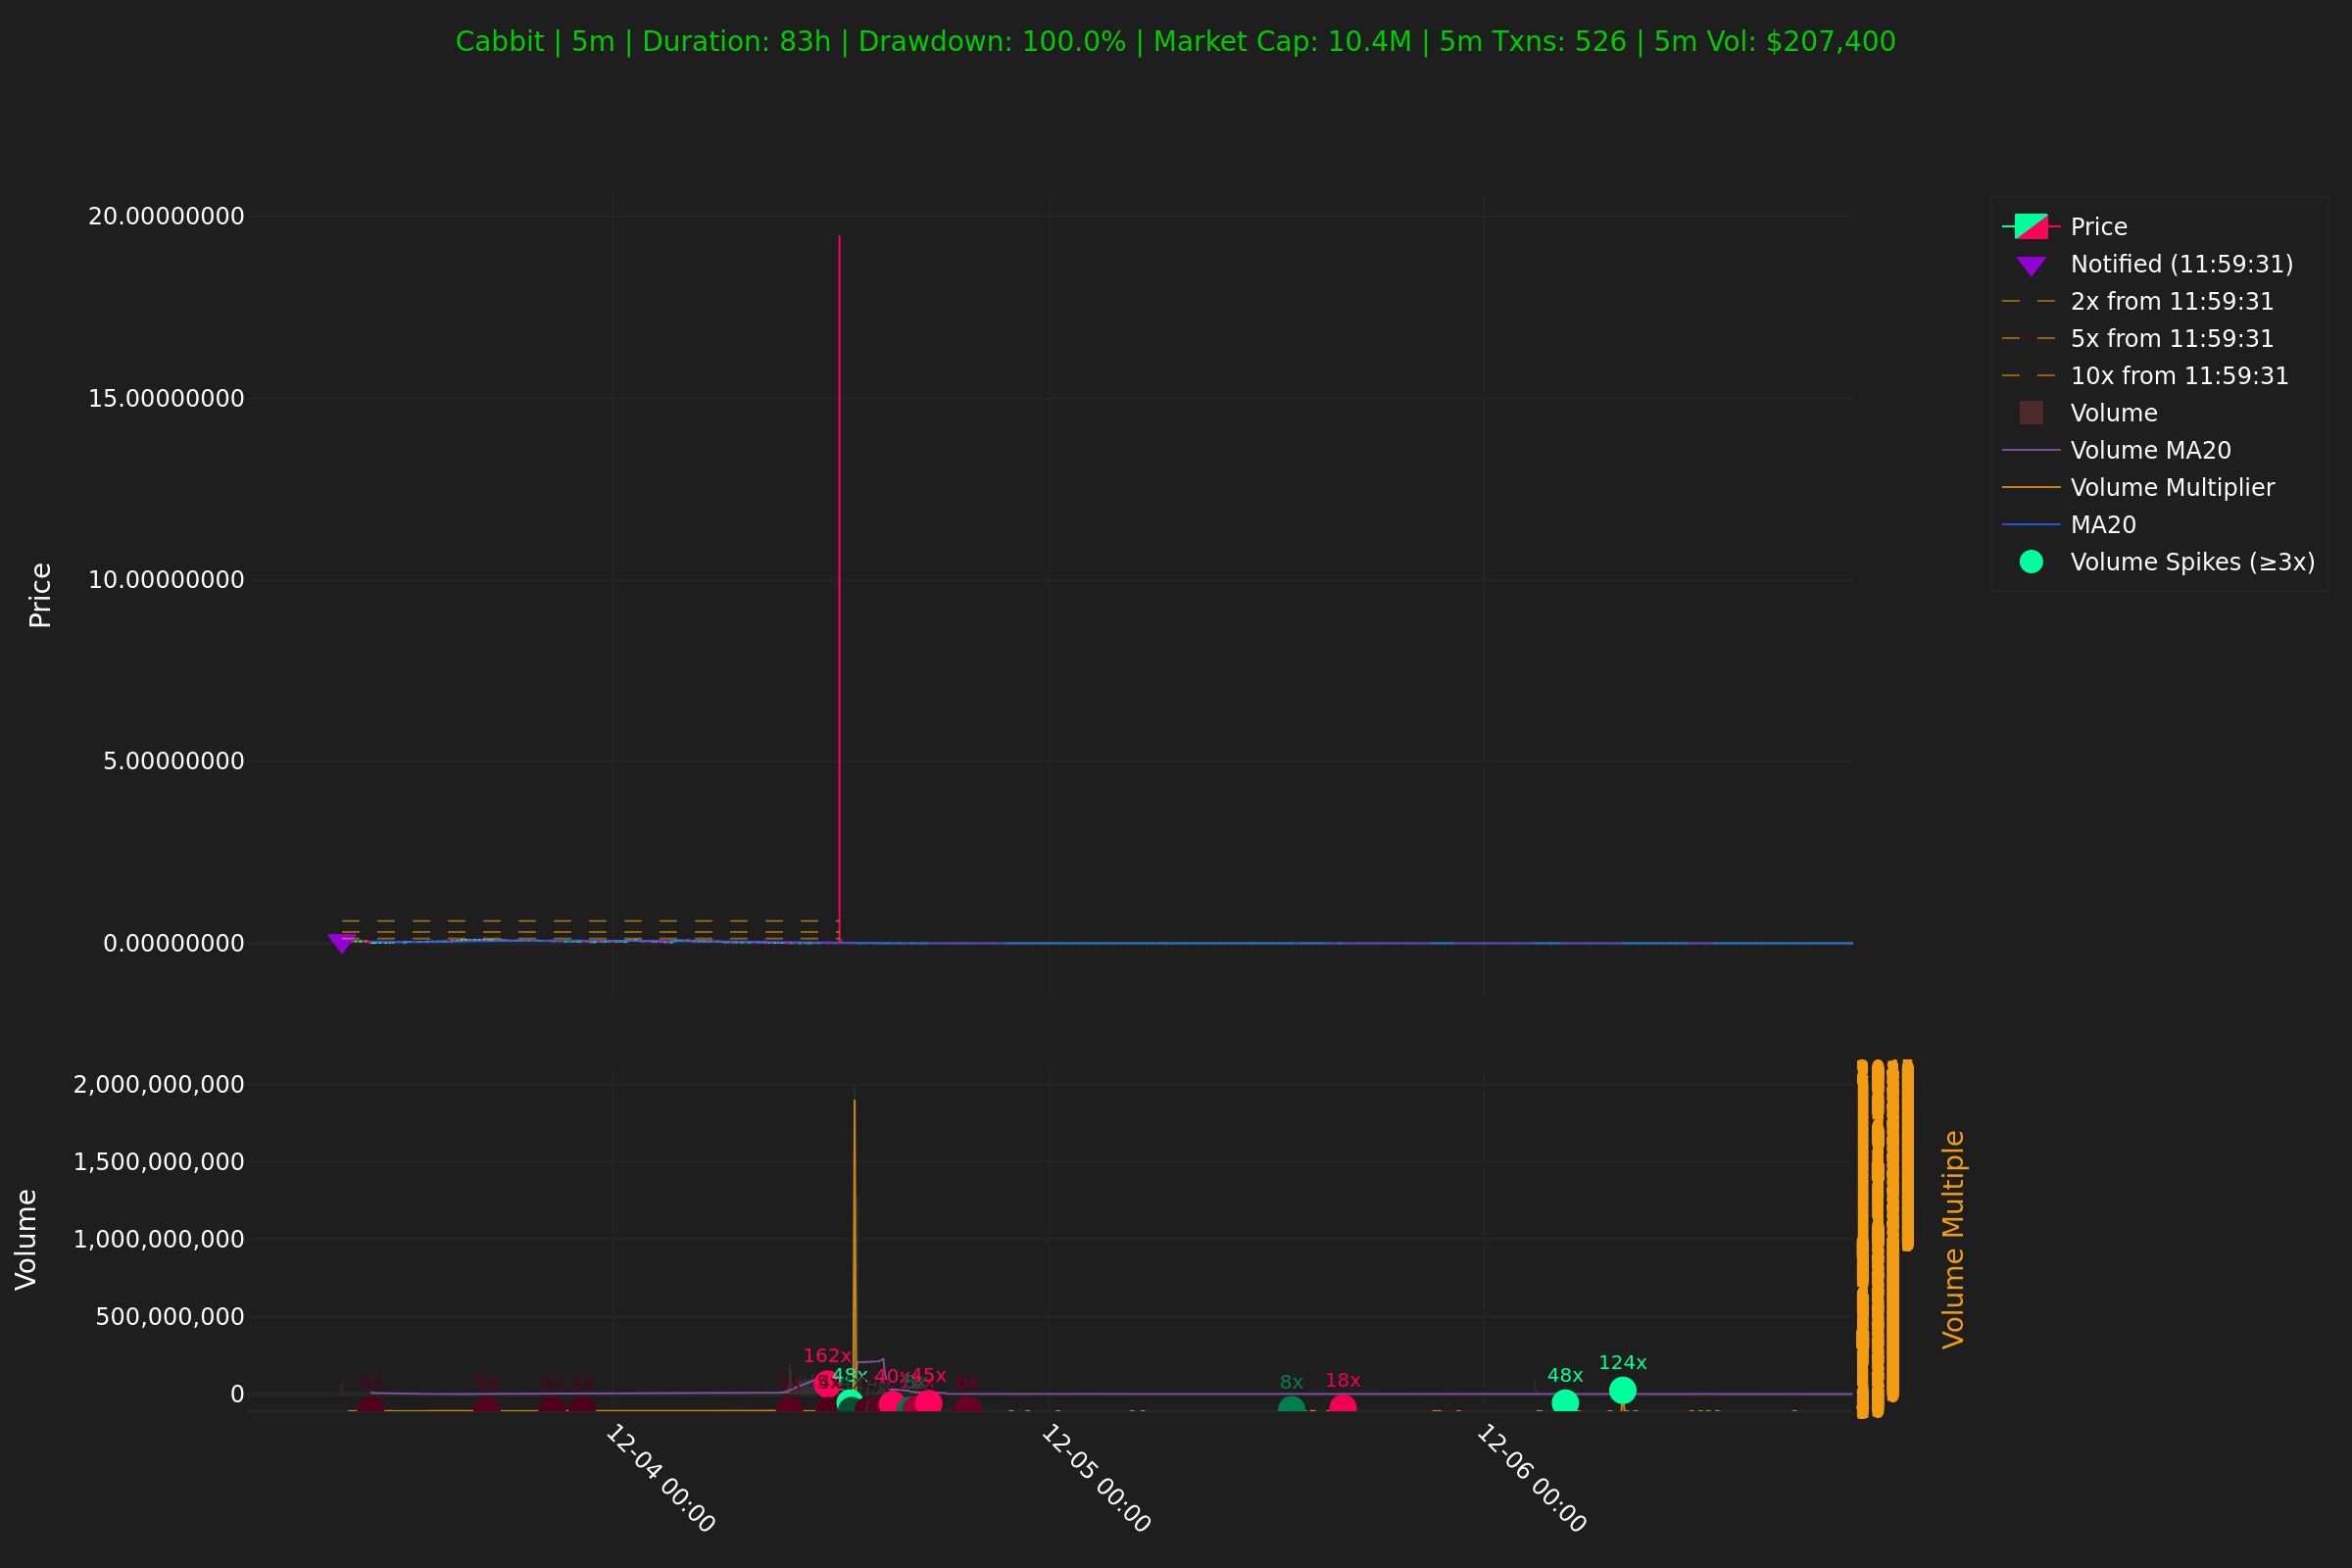 Cabbit | 5m | Duration: 83h | Drawdown: 100.0% | Market Cap: 10.4M | 5m Txns: 526 | 5m Vol: $207,400
20.00000000
15.00000000
10.00000000
5.00000000
0.00000000
Price
Price
Notified (11:59:31)
2x from 11:59:31
5x from 11:59:31
10x from 11:59:31
Volume
Volume MA20
Volume Multiplier
MA20
Volume Spikes (≥3x)
2,000,000,000
1,500,000,000
1,000,000,000
500,000,000
0
Volume
Volume Multiple
162x
48x
40x
45x
6x
8x
18x
48x
124x
12-04 00:00
12-05 00:00
12-06 00:00